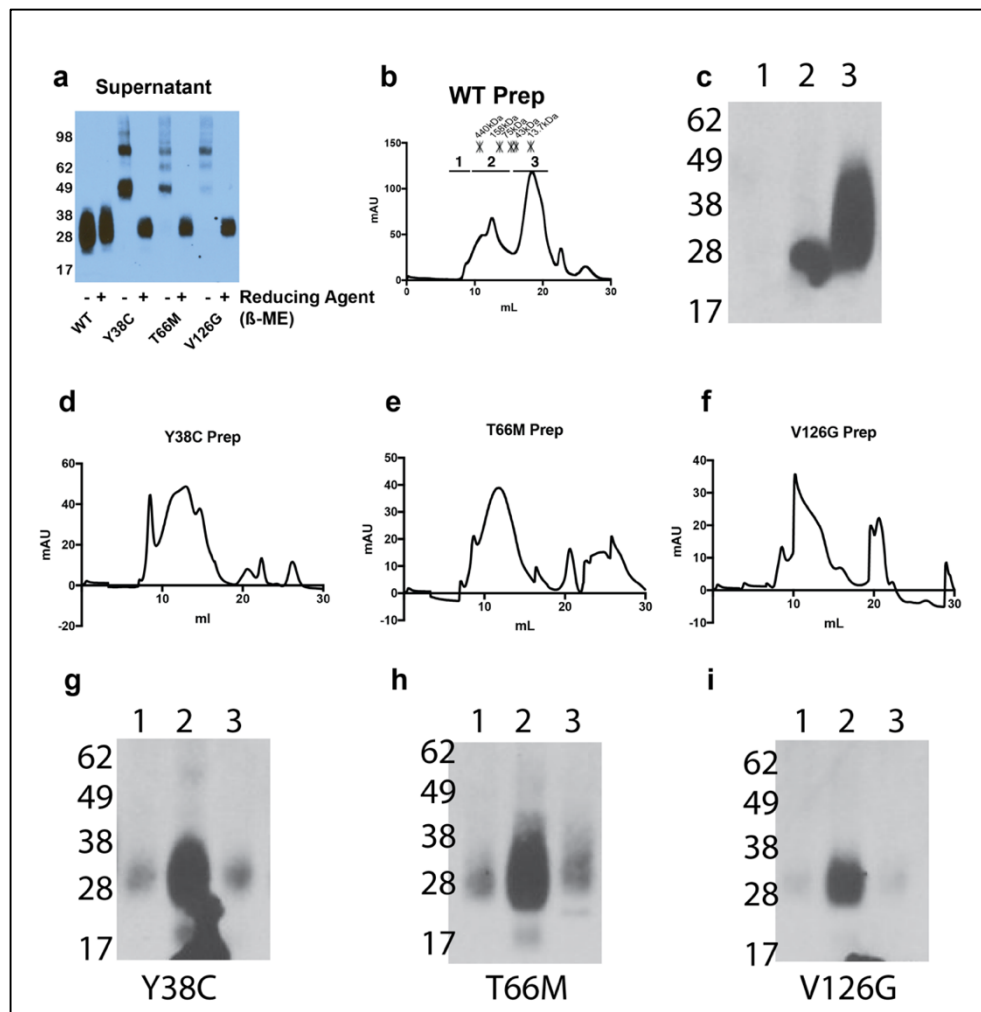 a
Supernatant
98
62
49
38
28
17
- + - + - + - +
Reducing Agent
(ß-ME)
WT
Y38C
T66M
V126G
b
WT Prep
440kDa
158kDa
75kDa
43kDa
13.7kDa
1 2 3
150
100
50
0
mAU
0 10 20 30
mL
c
1 2 3
62
49
38
28
17
d
Y38C Prep
60
40
20
0
-20
mAU
10 20 30
ml
e
T66M Prep
50
40
30
20
10
0
-10
mAU
10 20 30
mL
f
V126G Prep
40
30
20
10
0
-10
mAU
10 20 30
mL
g
1 2 3
62
49
38
28
17
Y38C
h
1 2 3
62
49
38
28
17
T66M
i
1 2 3
62
49
38
28
17
V126G